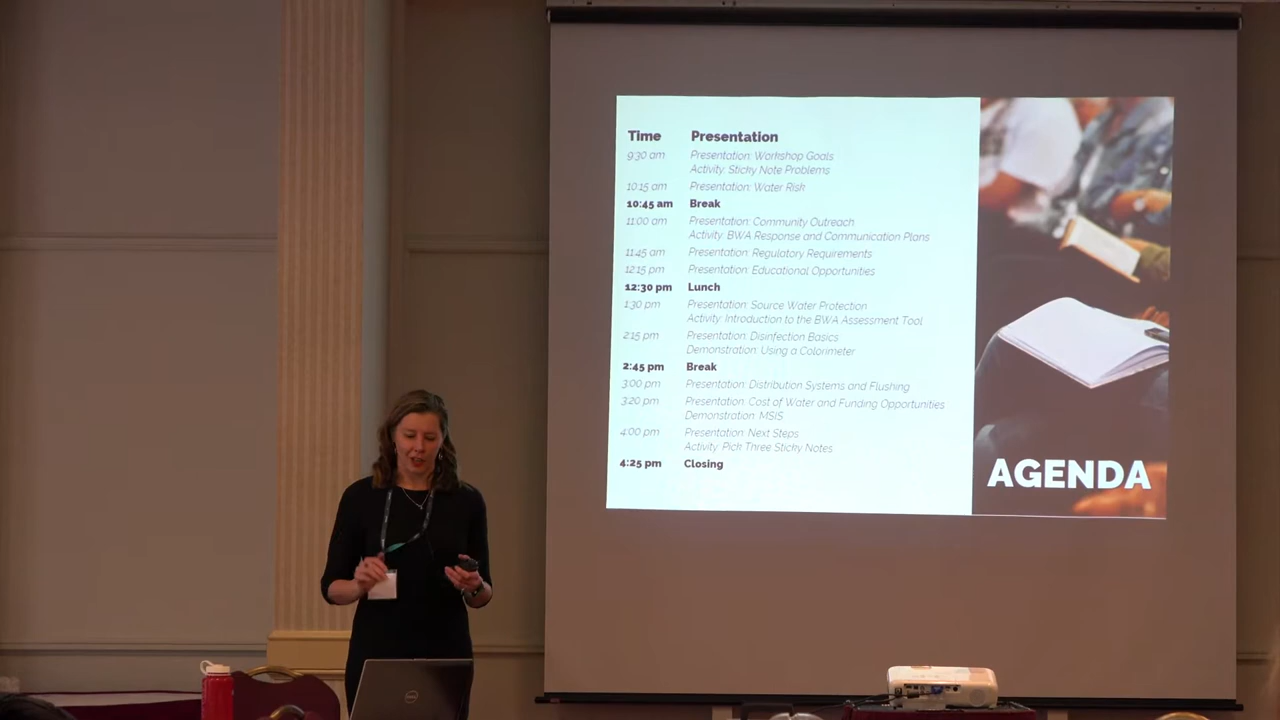 Time Presentation
9:30 am Presentation: Workshop Goals
Activity: Sticky Note Problems
10:15 am Presentation: Water Risk
10:45 am Break
11:00 am Presentation: Community Outreach
Activity: BWA Response and Communication Plans
11:45 am Presentation: Regulatory Requirements
12:15 pm Presentation: Educational Opportunities
12:30 pm Lunch
1:30 pm Presentation: Source Water Protection
Activity: Introduction to the BWA Assessment Tool
2:15 pm Presentation: Disinfection Basics
Demonstration: Using a Colorimeter
2:45 pm Break
3:00 pm Presentation: Distribution Systems and Flushing
3:20 pm Presentation: Cost of Water and Funding Opportunities
Demonstration: MSIS
4:00 pm Presentation: Next Steps
Activity: Pick Three Sticky Notes
4:25 pm Closing
AGENDA
DELL